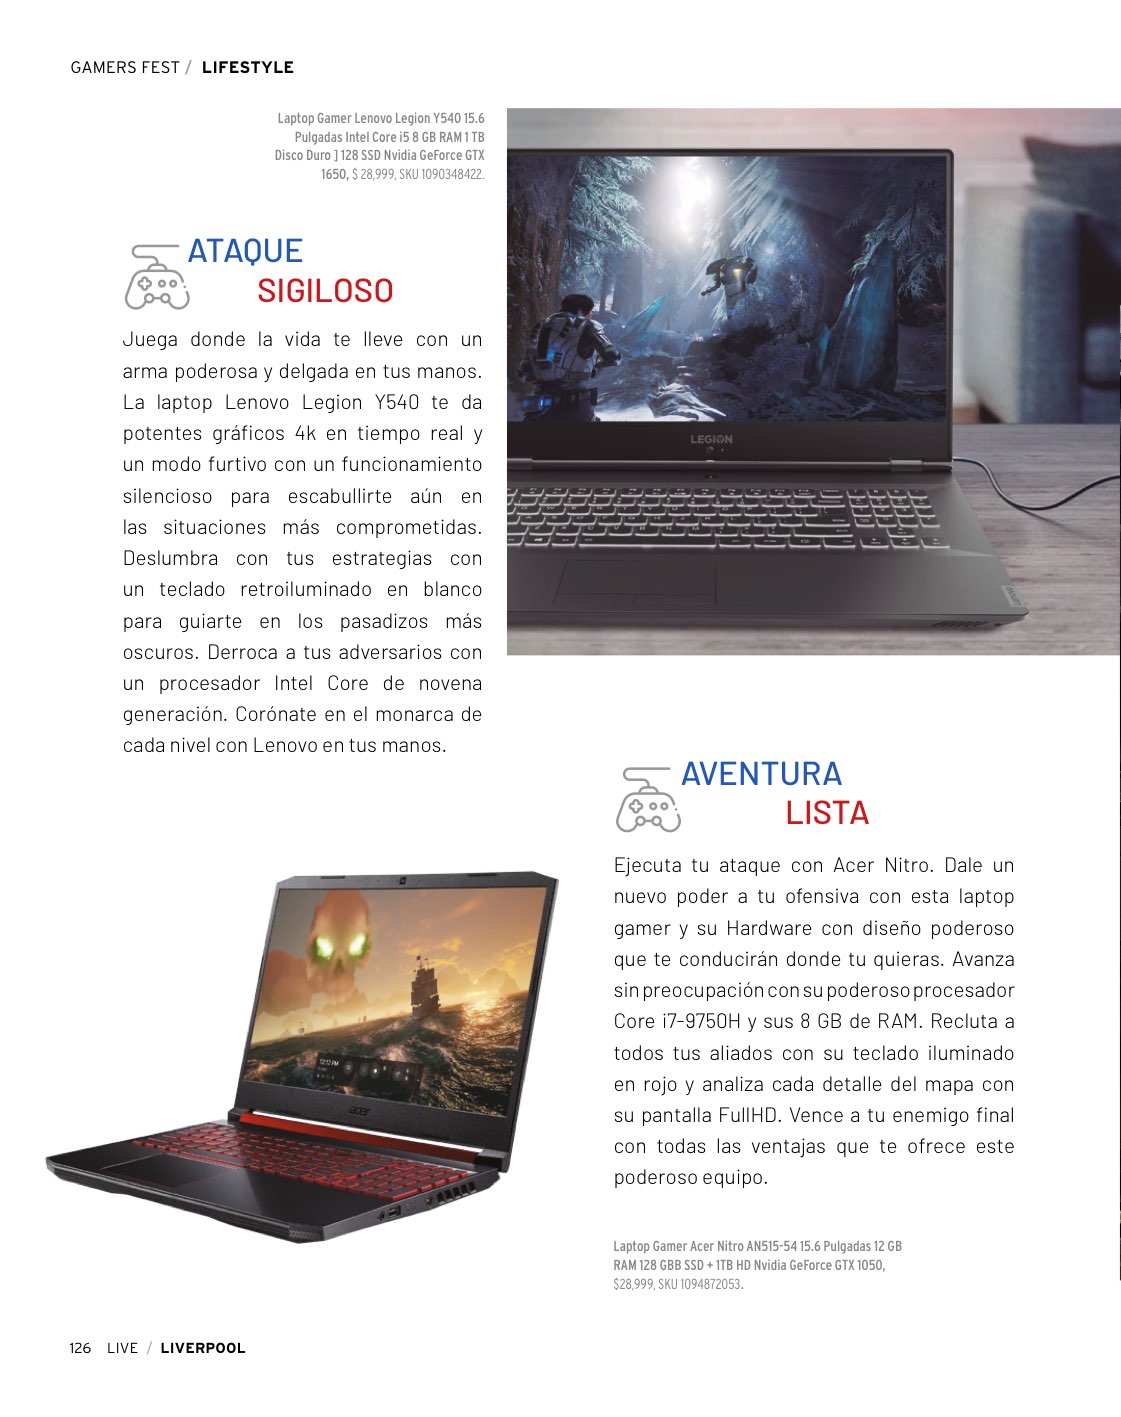 GAMERS FEST / LIFESTYLE
Laptop Gamer Lenovo Legion Y540 15.6
Pulgadas Intel Core i5 8 GB RAM 1 TB
Disco Duro ] 128 SSD Nvidia GeForce GTX
1650, $ 28,999, SKU 1090348422.
ATAQUE
SIGILOSO
Juega donde la vida te lleve con un
arma poderosa y delgada en tus manos.
La laptop Lenovo Legion Y540 te da
potentes gráficos 4k en tiempo real y
un modo furtivo con un funcionamiento
silencioso para escabullirte aún en
las situaciones más comprometidas.
Deslumbra con tus estrategias con
un teclado retroiluminado en blanco
para guiarte en los pasadizos más
oscuros. Derroca a tus adversarios con
un procesador Intel Core de novena
generación. Corónate en el monarca de
cada nivel con Lenovo en tus manos.
LEGION
AVENTURA
LISTA
Ejecuta tu ataque con Acer Nitro. Dale un
nuevo poder a tu ofensiva con esta laptop
gamer y su Hardware con diseño poderoso
que te conducirán donde tu quieras. Avanza
sin preocupación con su poderoso procesador
Core i7-9750H y sus 8 GB de RAM. Recluta a
todos tus aliados con su teclado iluminado
en rojo y analiza cada detalle del mapa con
su pantalla FullHD. Vence a tu enemigo final
con todas las ventajas que te ofrece este
poderoso equipo.
12:12 PM
acer
Laptop Gamer Acer Nitro AN515-54 15.6 Pulgadas 12 GB
RAM 128 GBB SSD + 1TB HD Nvidia GeForce GTX 1050,
$28,999, SKU 1094872053.
126 LIVE / LIVERPOOL